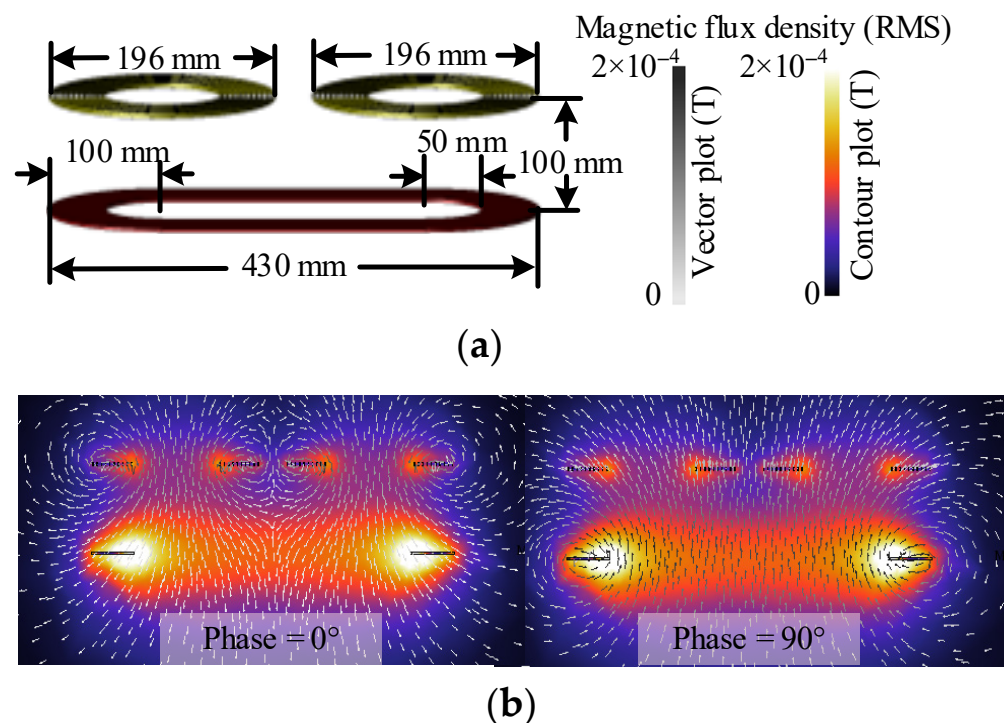 Magnetic flux density (RMS)
196 mm
196 mm
2×10⁻⁴
2×10⁻⁴
100 mm
50 mm
100 mm
Vector plot (T)
Contour plot (T)
430 mm
0
0
(a)
Phase = 0°
Phase = 90°
(b)